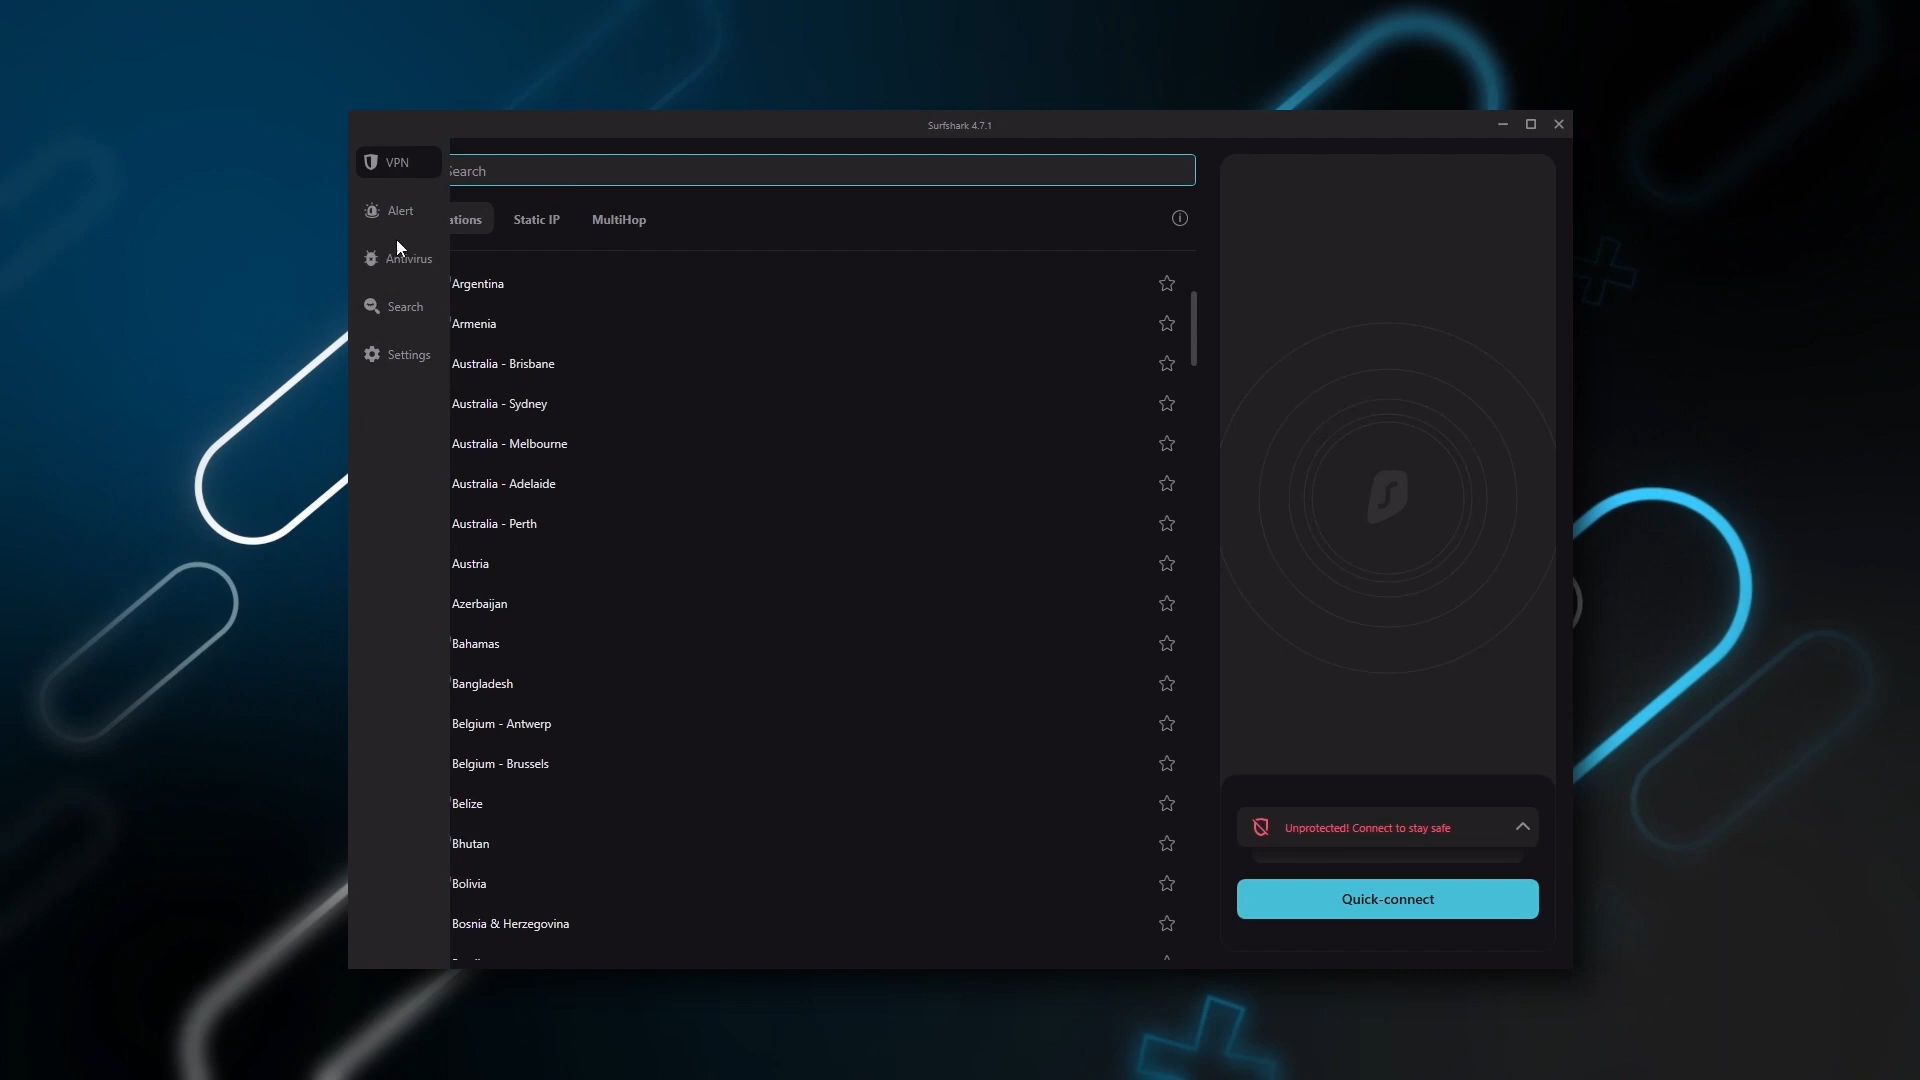 Surfshark 4.7.1
VPN
Alert
Antivirus
Search
Settings
Search
ations
Static IP
MultiHop
Argentina
Armenia
Australia - Brisbane
Australia - Sydney
Australia - Melbourne
Australia - Adelaide
Australia - Perth
Austria
Azerbaijan
Bahamas
Bangladesh
Belgium - Antwerp
Belgium - Brussels
Belize
Bhutan
Bolivia
Bosnia & Herzegovina
Unprotected! Connect to stay safe
Quick-connect